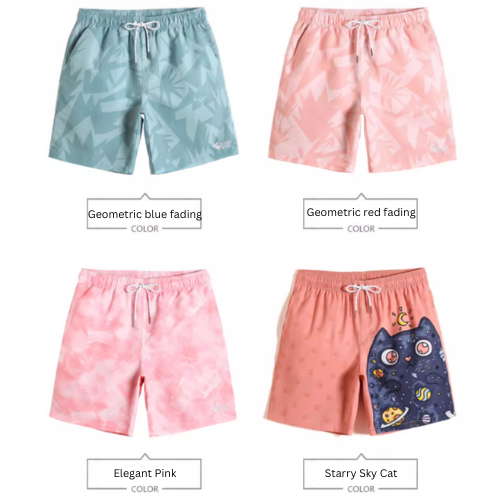 Geometric blue fading
COLOR
Geometric red fading
COLOR
Elegant Pink
COLOR
Starry Sky Cat
COLOR